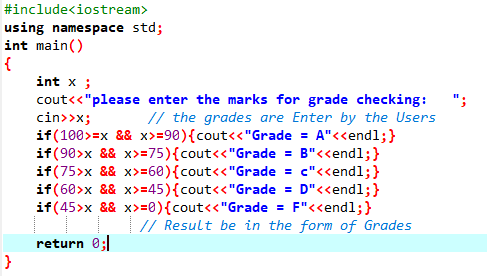 #include<iostream>
using namespace std;
int main()
{
int x ;
cout<<"please enter the marks for grade checking:   ";
cin>>x;       // the grades are Enter by the Users
if(100>=x && x>=90){cout<<"Grade = A"<<endl;}
if(90>x && x>=75){cout<<"Grade = B"<<endl;}
if(75>x && x>=60){cout<<"Grade = c"<<endl;}
if(60>x && x>=45){cout<<"Grade = D"<<endl;}
if(45>x && x>=0){cout<<"Grade = F"<<endl;}
// Result be in the form of Grades
return 0;
}